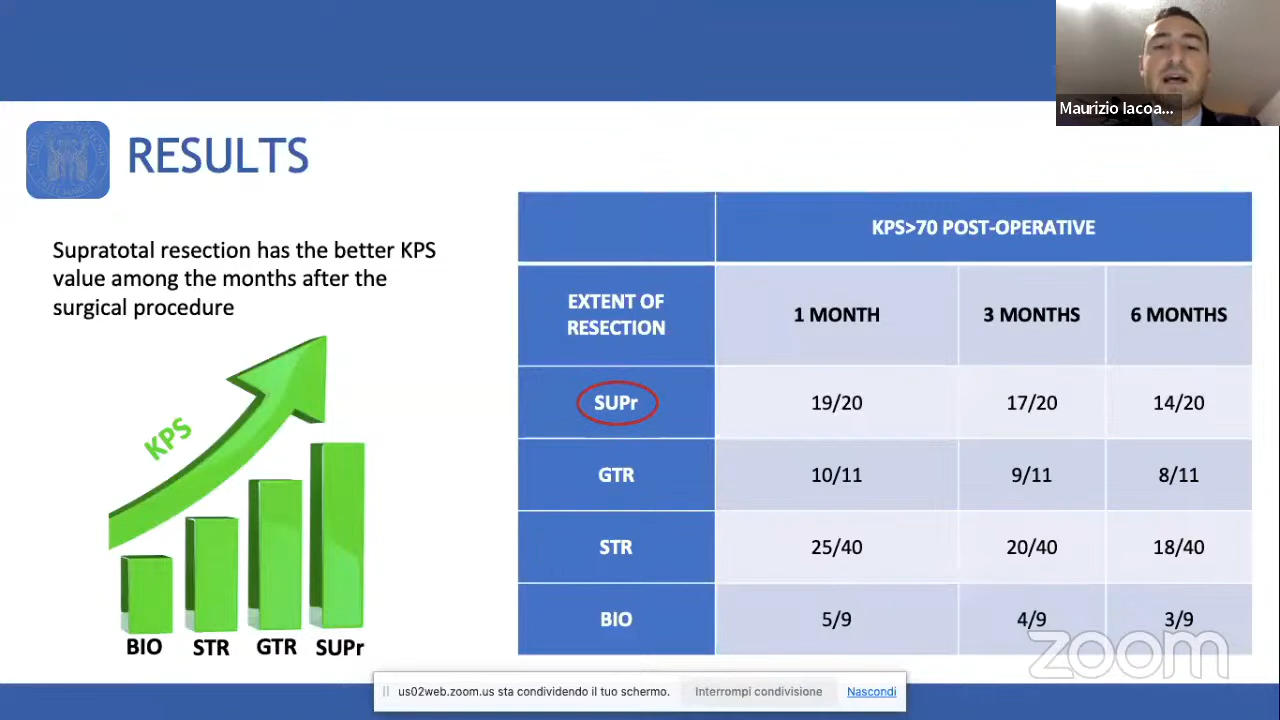 Maurizio Iacoa...
RESULTS
Supratotal resection has the better KPS
value among the months after the
surgical procedure
KPS
BIO STR GTR SUPr
KPS>70 POST-OPERATIVE
EXTENT OF
RESECTION
1 MONTH 3 MONTHS 6 MONTHS
SUPr 19/20 17/20 14/20
GTR 10/11 9/11 8/11
STR 25/40 20/40 18/40
BIO 5/9 4/9 3/9
zoom
us02web.zoom.us sta condividendo il tuo schermo. Interrompi condivisione Nascondi